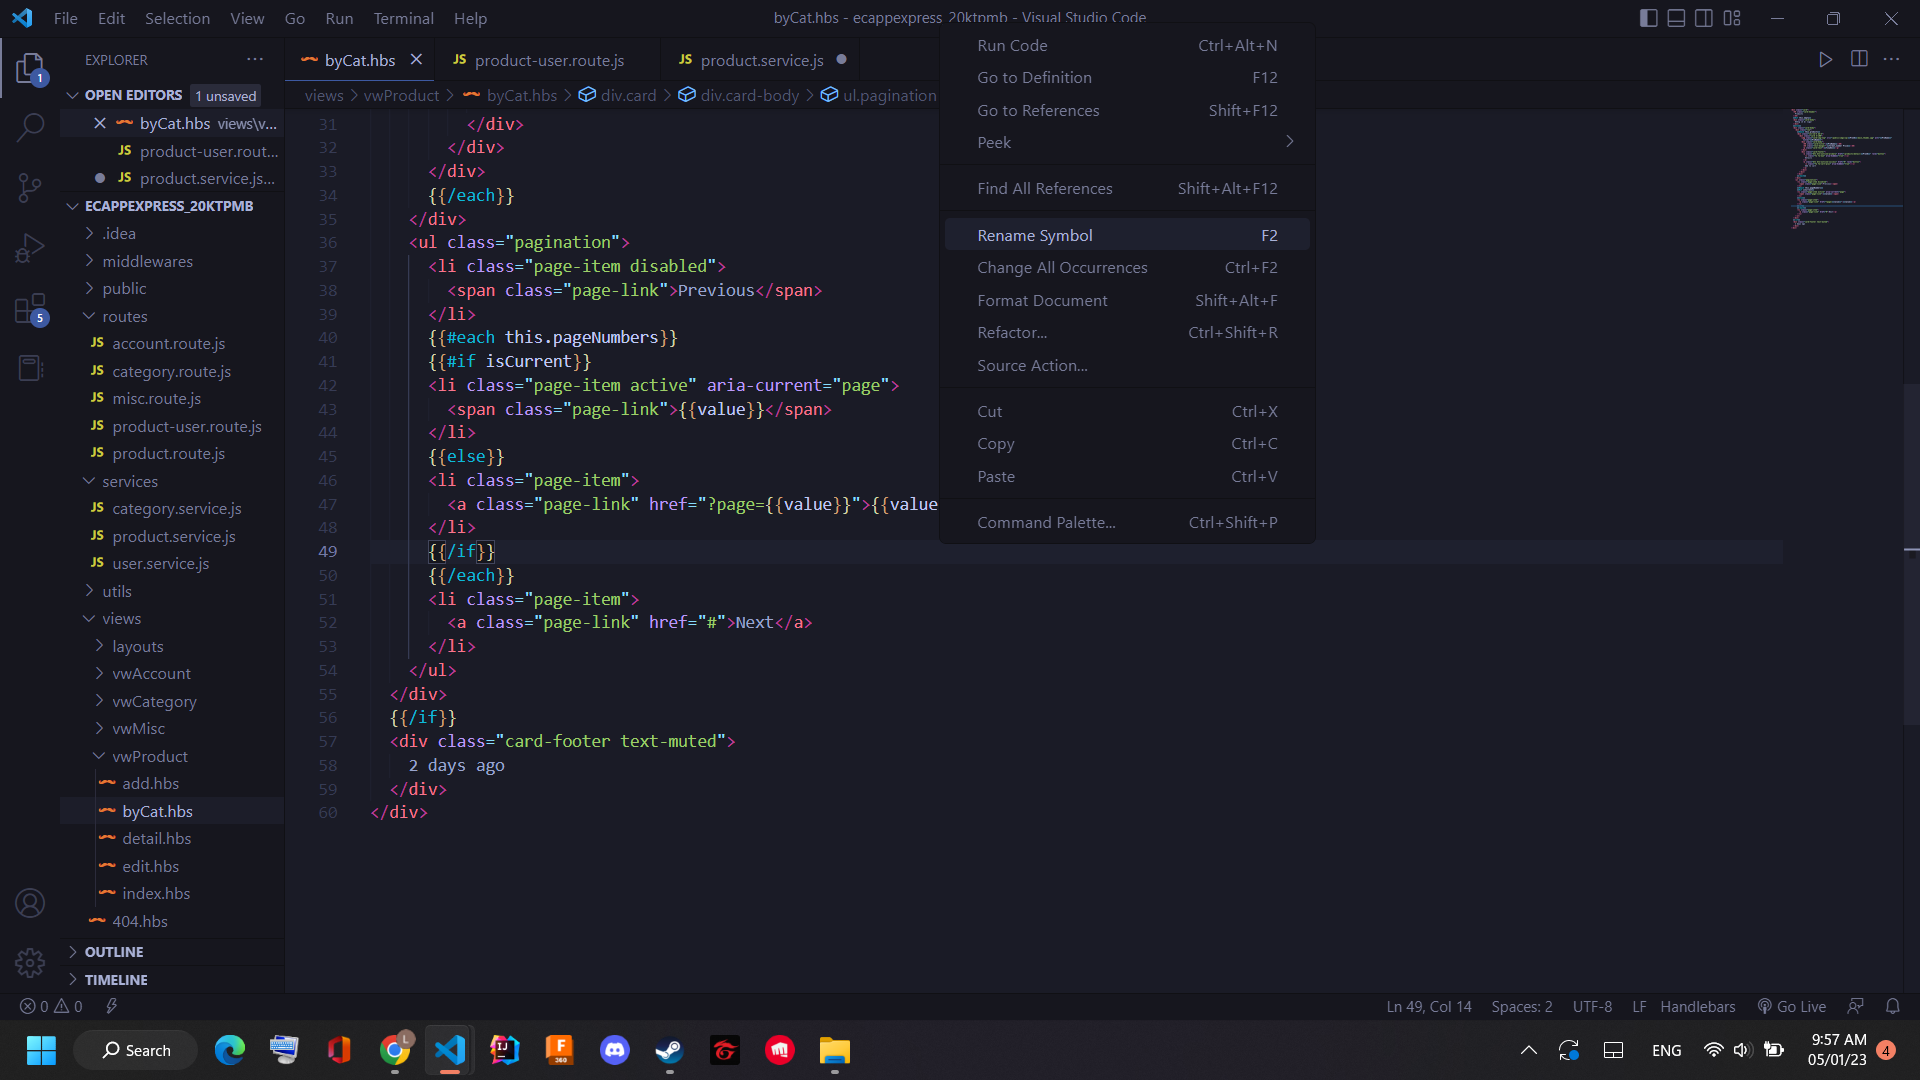 File Edit Selection View Go Run Terminal Help
byCat.hbs - ecappexpress_20ktpmb - Visual Studio Code
EXPLORER
OPEN EDITORS 1 unsaved
byCat.hbs views\v...
JS product-user.rout...
JS product.service.js...
ECAPPEXPRESS_20KTPMB
.idea
middlewares
public
routes
JS account.route.js
JS category.route.js
JS misc.route.js
JS product-user.route.js
JS product.route.js
services
JS category.service.js
JS product.service.js
JS user.service.js
utils
views
layouts
vwAccount
vwCategory
vwMisc
vwProduct
add.hbs
byCat.hbs
detail.hbs
edit.hbs
index.hbs
404.hbs
OUTLINE
TIMELINE
1
5
byCat.hbs
JS product-user.route.js
JS product.service.js
views > vwProduct > byCat.hbs > div.card > div.card-body > ul.pagination
31 </div>
32 </div>
33 </div>
34 {{/each}}
35 </div>
36 <ul class="pagination">
37 <li class="page-item disabled">
38 <span class="page-link">Previous</span>
39 </li>
40 {{#each this.pageNumbers}}
41 {{#if isCurrent}}
42 <li class="page-item active" aria-current="page">
43 <span class="page-link">{{value}}</span>
44 </li>
45 {{else}}
46 <li class="page-item">
47 <a class="page-link" href="?page={{value}}">{{value
48 </li>
49 {{/if}}
50 {{/each}}
51 <li class="page-item">
52 <a class="page-link" href="#">Next</a>
53 </li>
54 </ul>
55 </div>
56 {{/if}}
57 <div class="card-footer text-muted">
58 2 days ago
59 </div>
60 </div>
Run Code Ctrl+Alt+N
Go to Definition F12
Go to References Shift+F12
Peek
Find All References Shift+Alt+F12
Rename Symbol F2
Change All Occurrences Ctrl+F2
Format Document Shift+Alt+F
Refactor... Ctrl+Shift+R
Source Action...
Cut Ctrl+X
Copy Ctrl+C
Paste Ctrl+V
Command Palette... Ctrl+Shift+P
0 0
Ln 49, Col 14 Spaces: 2 UTF-8 LF Handlebars Go Live
Search
L
IJ
F
360
ENG
9:57 AM
05/01/23
4